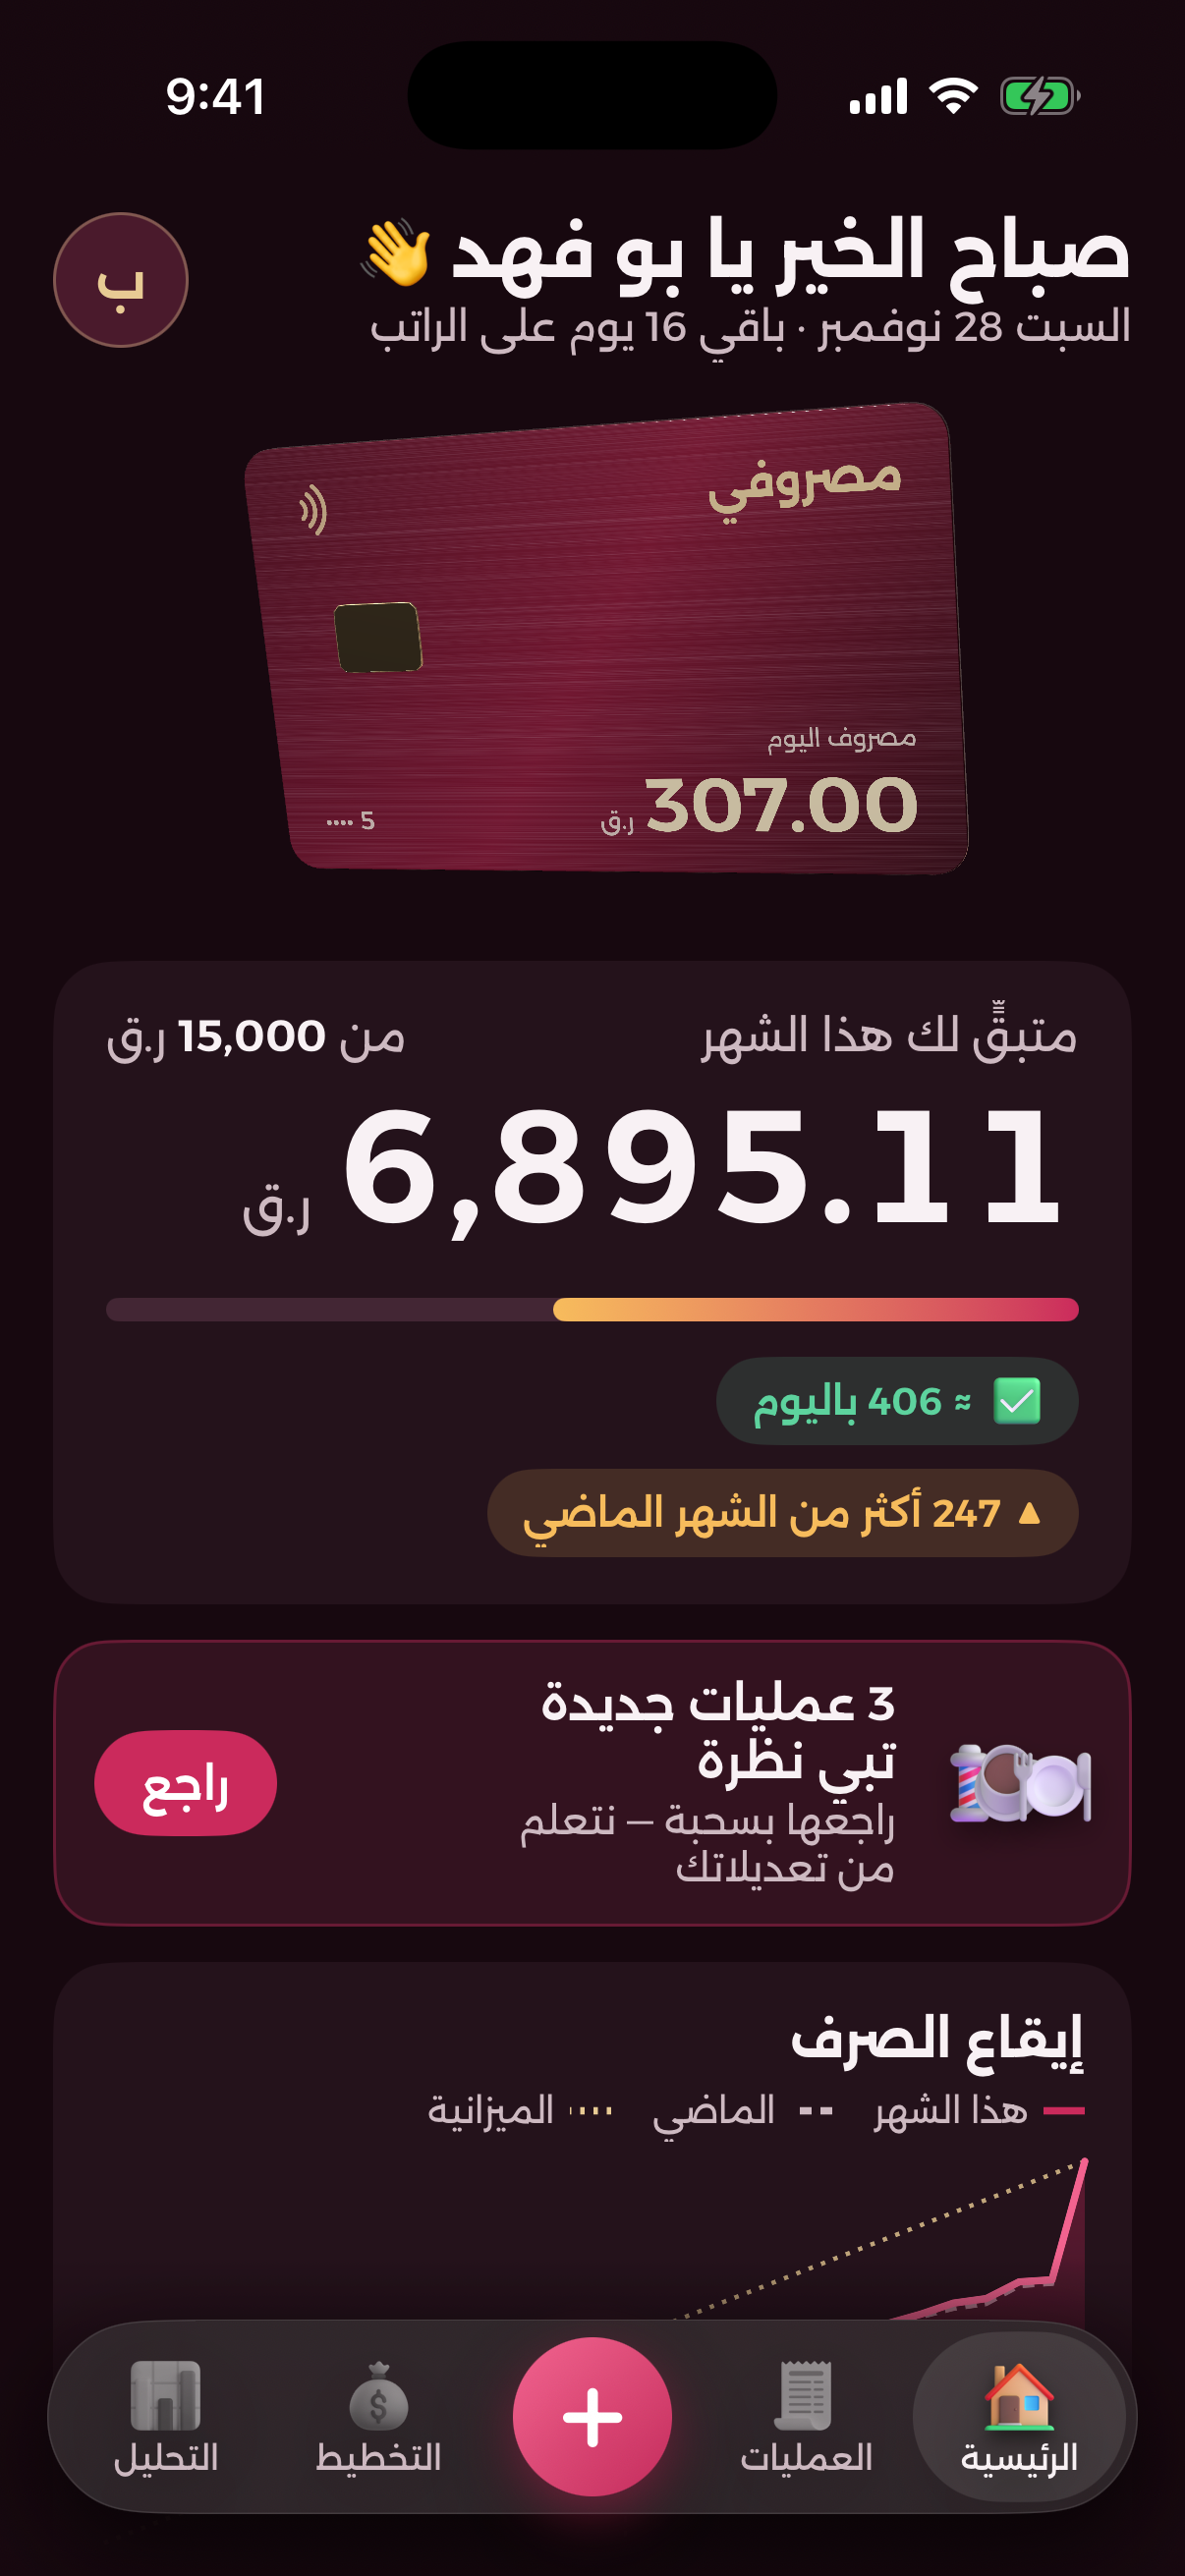 9:41
صباح الخير يا بو فهد 👋
ب
السبت 28 نوفمبر · باقي 16 يوم على الراتب
مصروفي
مصروف اليوم
307.00 ر.ق
5 ••••
متبقٍّ لك هذا الشهر
من 15,000 ر.ق
6,895.11 ر.ق
✅ ≈ 406 باليوم
▲ 247 أكثر من الشهر الماضي
3 عمليات جديدة
تبي نظرة
راجعها بسحبة — نتعلم
من تعديلاتك
راجع
إيقاع الصرف
هذا الشهر
الماضي
الميزانية
الرئيسية
العمليات
+
التخطيط
التحليل